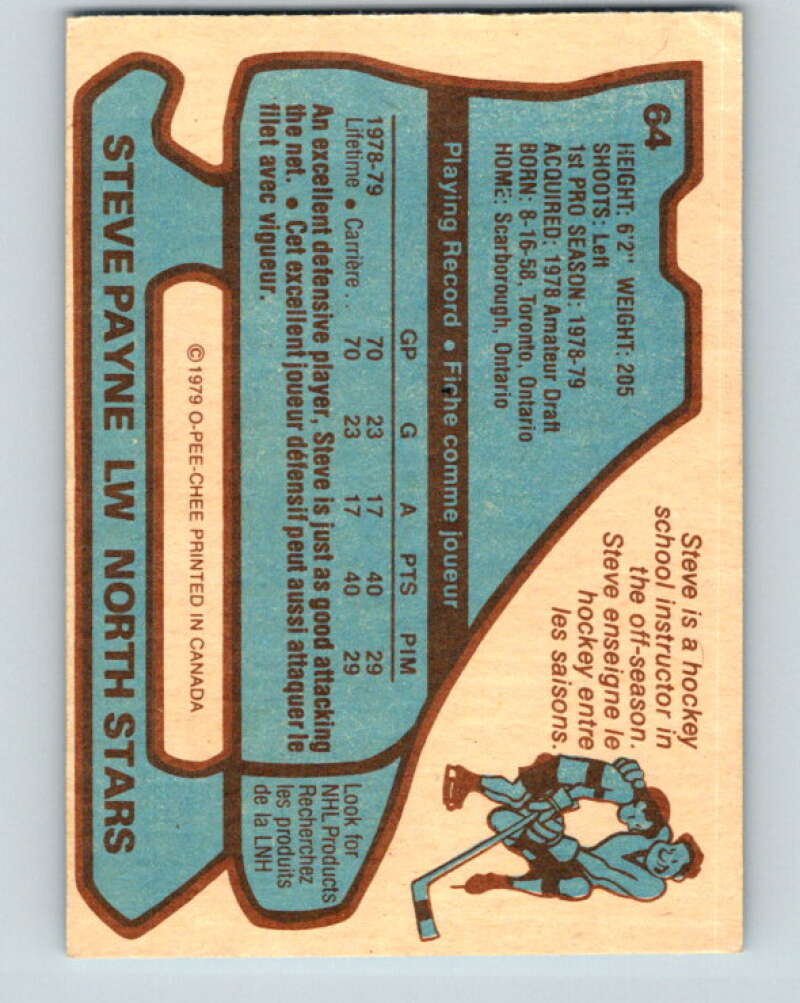 64
HEIGHT: 6'2" WEIGHT: 205
SHOOTS: Left
1st PRO SEASON: 1978-79
ACQUIRED: 1978 Amateur Draft
BORN: 8-16-58, Toronto, Ontario
HOME: Scarborough, Ontario
Steve is a hockey
school instructor in
the off-season.
Steve enseigne le
hockey entre
les saisons.
Playing Record • Fiche comme joueur
GP G A PTS PIM
1978-79 70 23 17 40 29
Lifetime • Carrière.. 70 23 17 40 29
An excellent defensive player, Steve is just as good attacking
the net. • Cet excellent joueur défensif peut aussi attaquer le
filet avec vigueur.
Look for
NHL Products
Recherchez
les produits
de la LNH
© 1979 O-PEE-CHEE PRINTED IN CANADA
STEVE PAYNE LW NORTH STARS